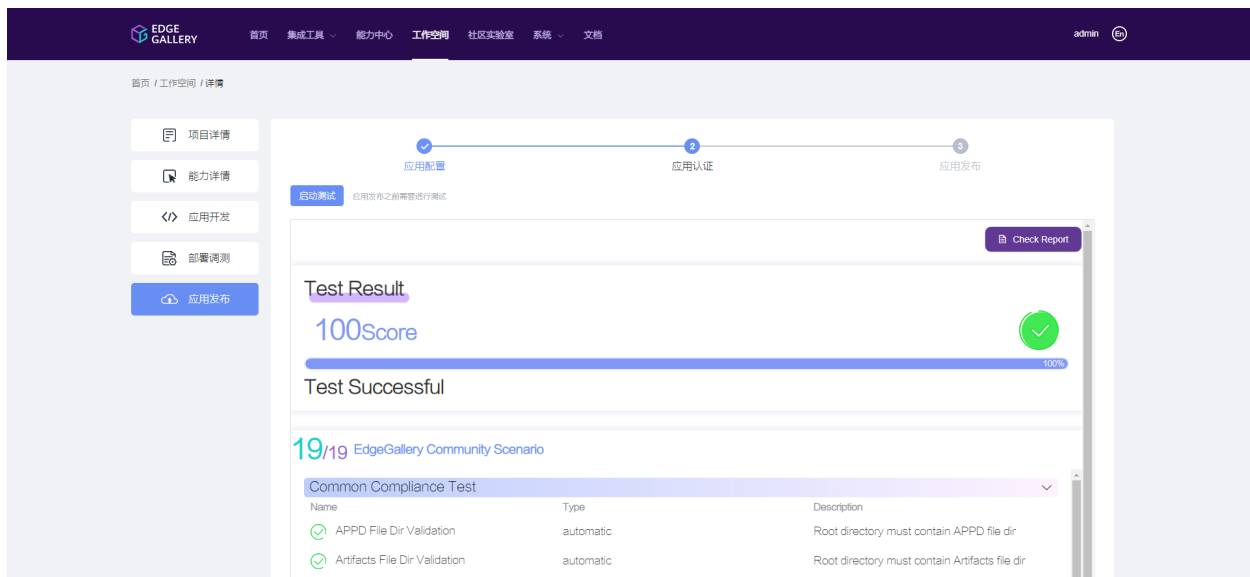 EDGE
GALLERY
首页 集成工具 能力中心 工作空间 社区实验室 系统 文档 admin En
首页 / 工作空间 / 详情
项目详情
能力详情
应用开发
部署调测
应用发布
2 3
应用配置 应用认证 应用发布
启动测试 应用发布之前需要进行测试
Check Report
Test Result
100Score
100%
Test Successful
19/19 EdgeGallery Community Scenario
Common Compliance Test
Name Type Description
APPD File Dir Validation automatic Root directory must contain APPD file dir
Artifacts File Dir Validation automatic Root directory must contain Artifacts file dir